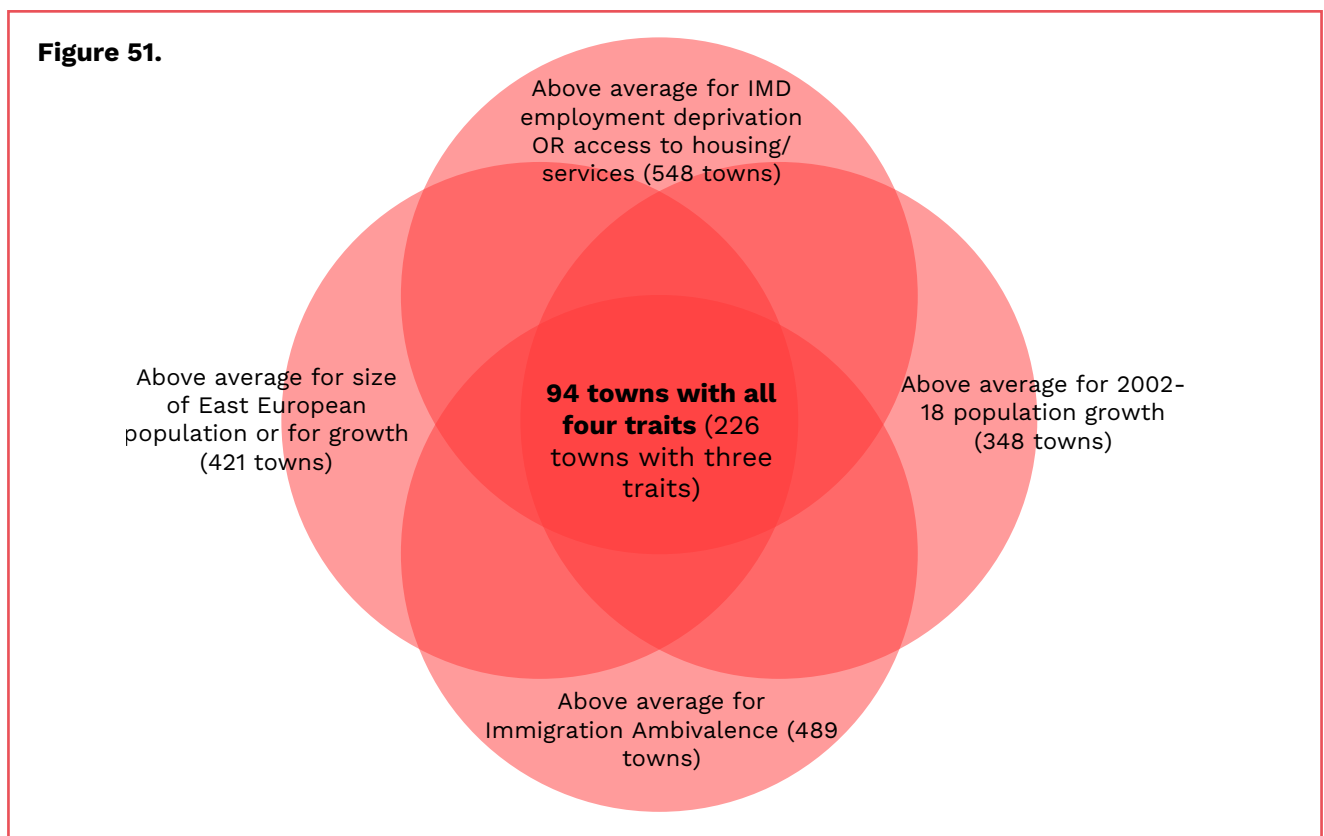 Figure 51.
Above average for IMD
employment deprivation
OR access to housing/
services (548 towns)
Above average for size
of East European
population or for growth
(421 towns)
94 towns with all
four traits (226
towns with three
traits)
Above average for 2002-
18 population growth
(348 towns)
Above average for
Immigration Ambivalence (489
towns)